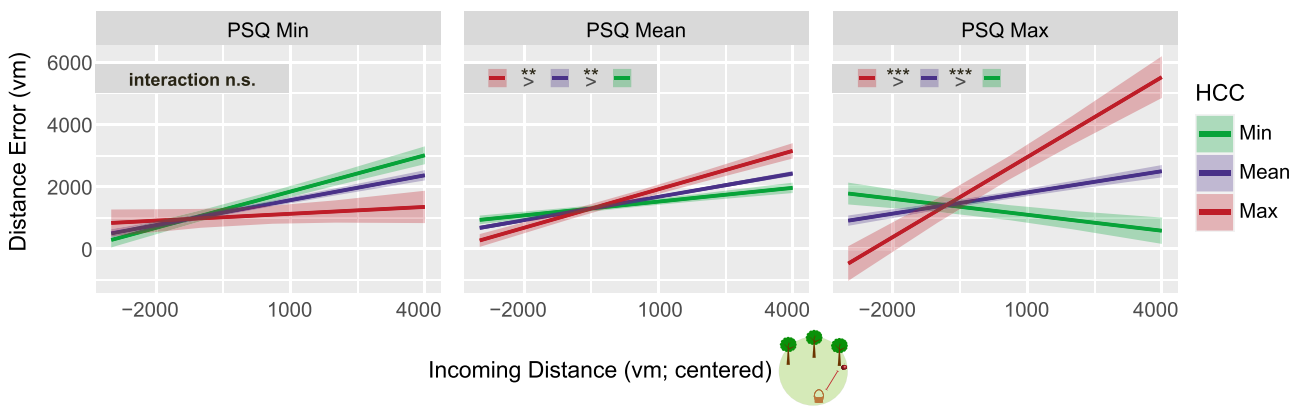 PSQ Min PSQ Mean PSQ Max
Distance Error (vm)
6000
4000
2000
0
interaction n.s.
** > ** >
*** > *** >
−2000 1000 4000 −2000 1000 4000 −2000 1000 4000
Incoming Distance (vm; centered)
HCC
Min
Mean
Max